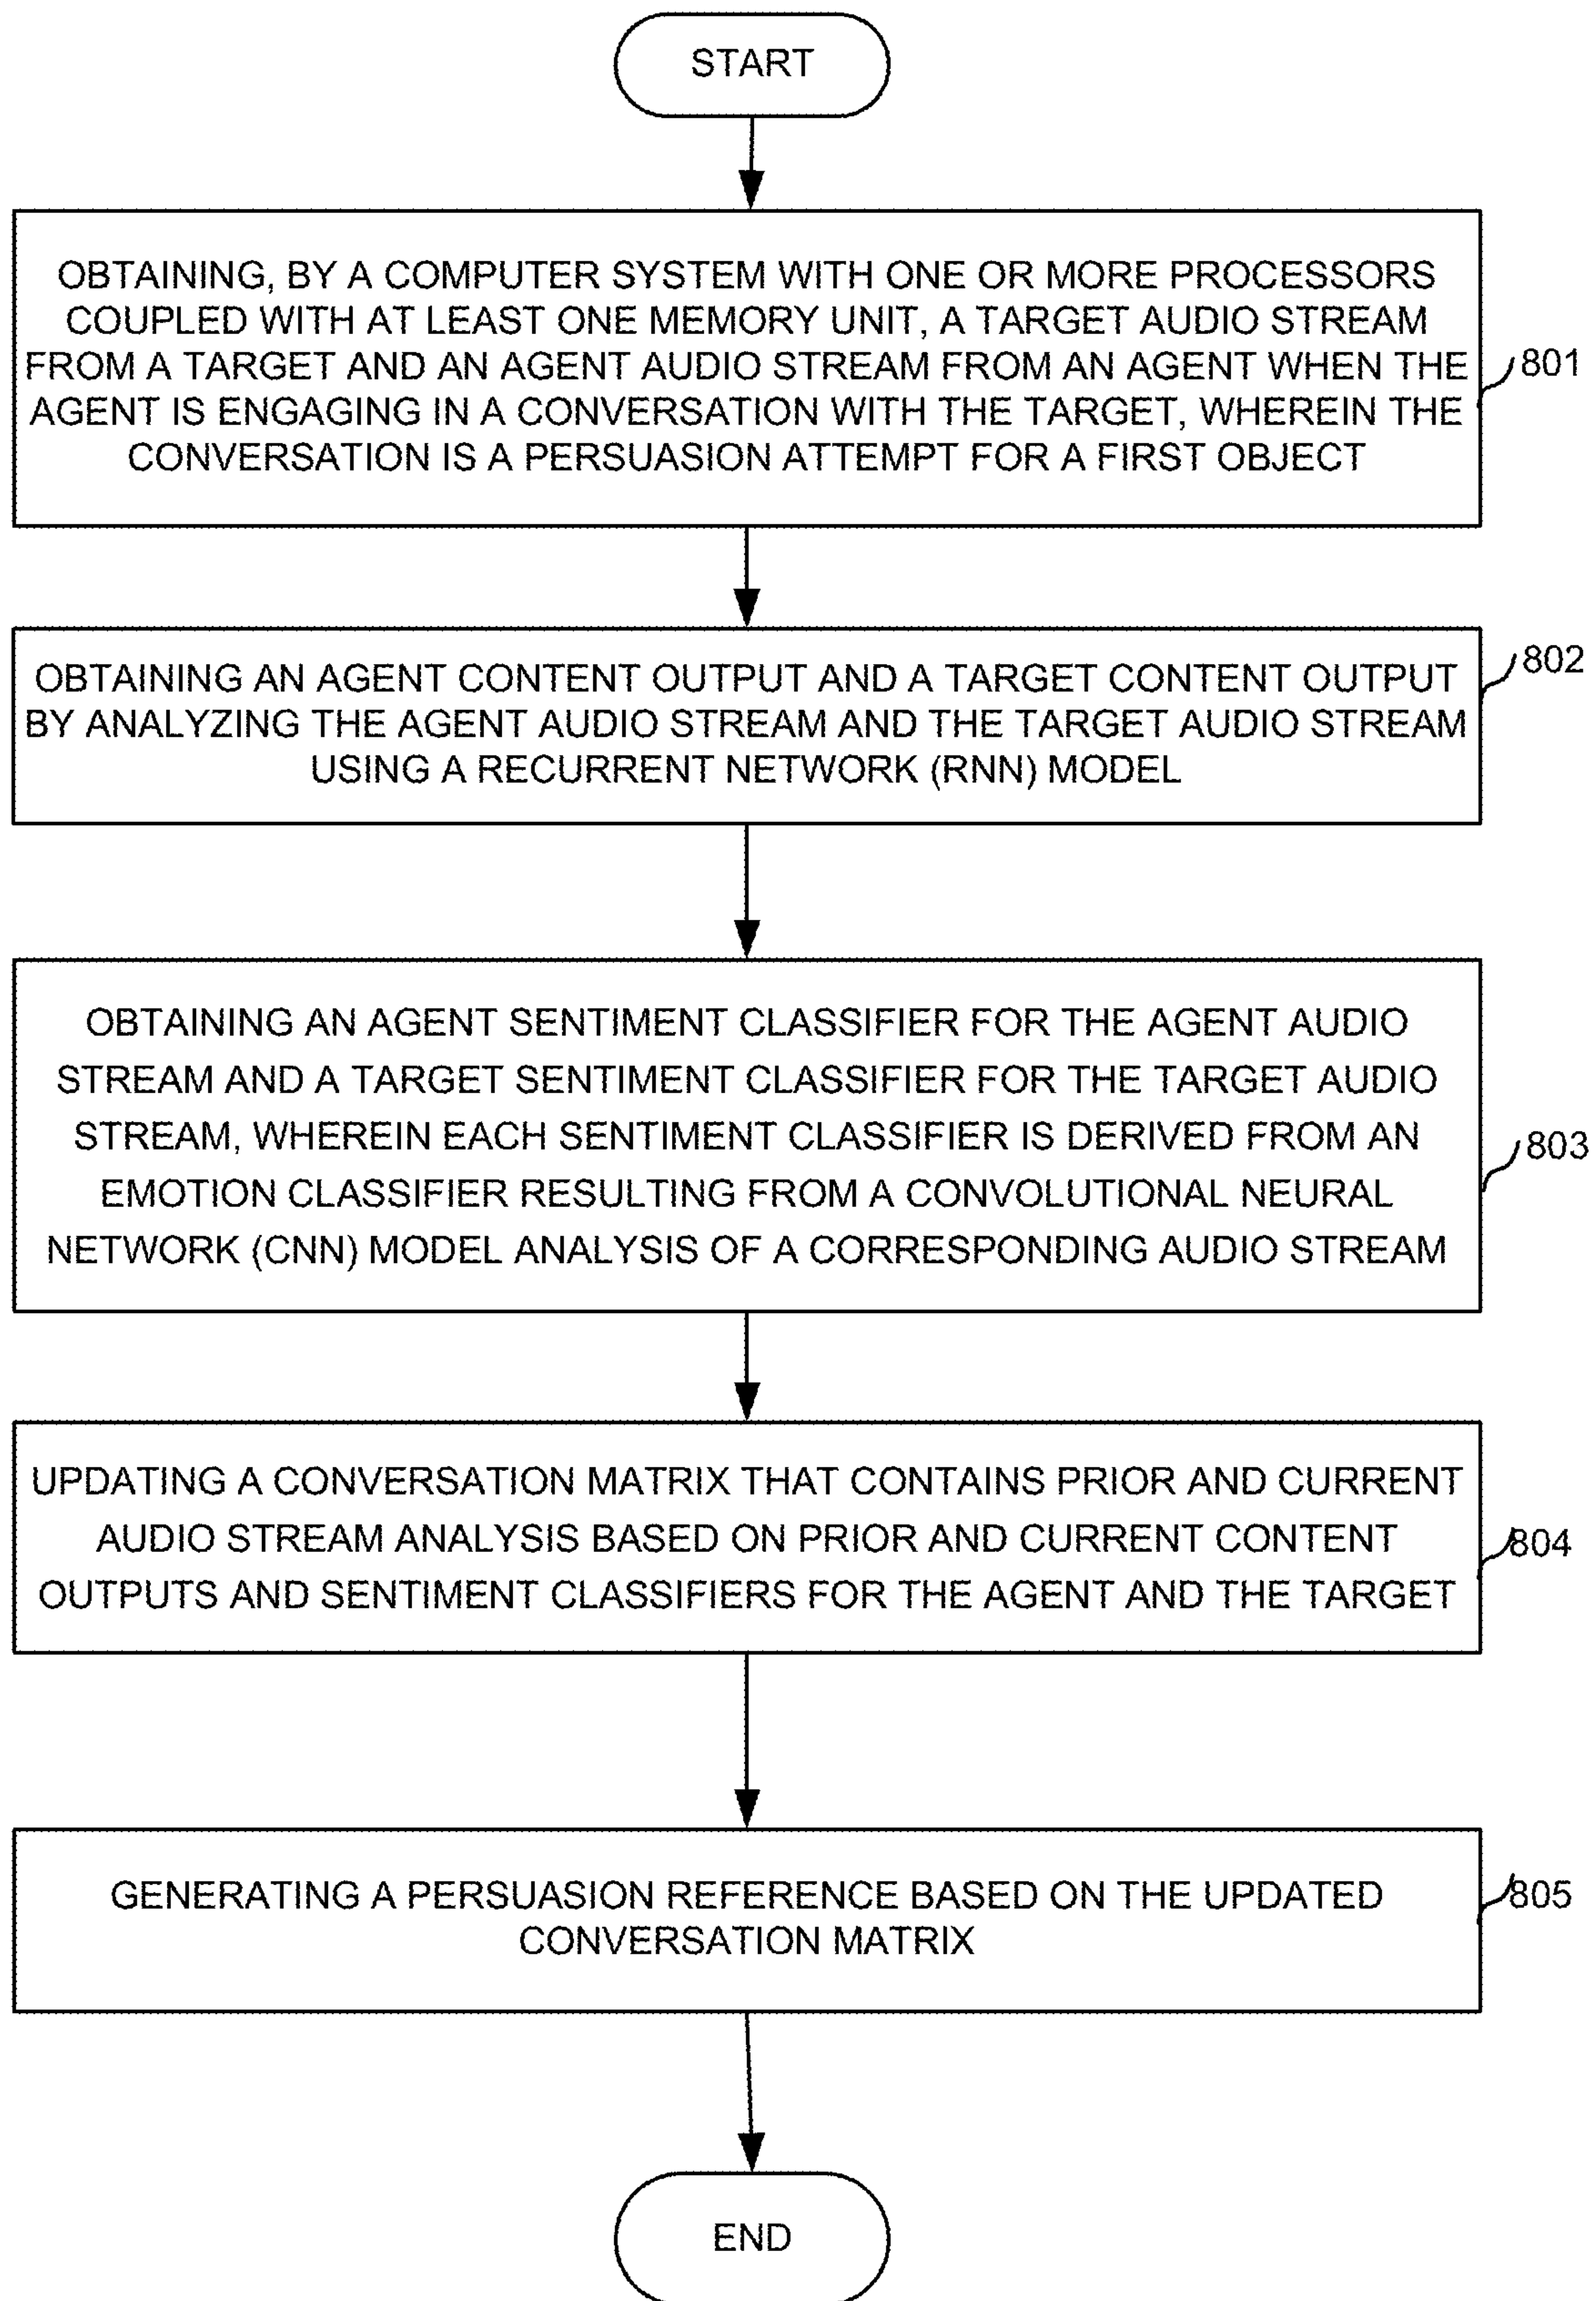 START
OBTAINING, BY A COMPUTER SYSTEM WITH ONE OR MORE PROCESSORS
COUPLED WITH AT LEAST ONE MEMORY UNIT, A TARGET AUDIO STREAM
FROM A TARGET AND AN AGENT AUDIO STREAM FROM AN AGENT WHEN THE
AGENT IS ENGAGING IN A CONVERSATION WITH THE TARGET, WHEREIN THE
CONVERSATION IS A PERSUASION ATTEMPT FOR A FIRST OBJECT
801
OBTAINING AN AGENT CONTENT OUTPUT AND A TARGET CONTENT OUTPUT
BY ANALYZING THE AGENT AUDIO STREAM AND THE TARGET AUDIO STREAM
USING A RECURRENT NETWORK (RNN) MODEL
802
OBTAINING AN AGENT SENTIMENT CLASSIFIER FOR THE AGENT AUDIO
STREAM AND A TARGET SENTIMENT CLASSIFIER FOR THE TARGET AUDIO
STREAM, WHEREIN EACH SENTIMENT CLASSIFIER IS DERIVED FROM AN
EMOTION CLASSIFIER RESULTING FROM A CONVOLUTIONAL NEURAL
NETWORK (CNN) MODEL ANALYSIS OF A CORRESPONDING AUDIO STREAM
803
UPDATING A CONVERSATION MATRIX THAT CONTAINS PRIOR AND CURRENT
AUDIO STREAM ANALYSIS BASED ON PRIOR AND CURRENT CONTENT
OUTPUTS AND SENTIMENT CLASSIFIERS FOR THE AGENT AND THE TARGET
804
GENERATING A PERSUASION REFERENCE BASED ON THE UPDATED
CONVERSATION MATRIX
805
END